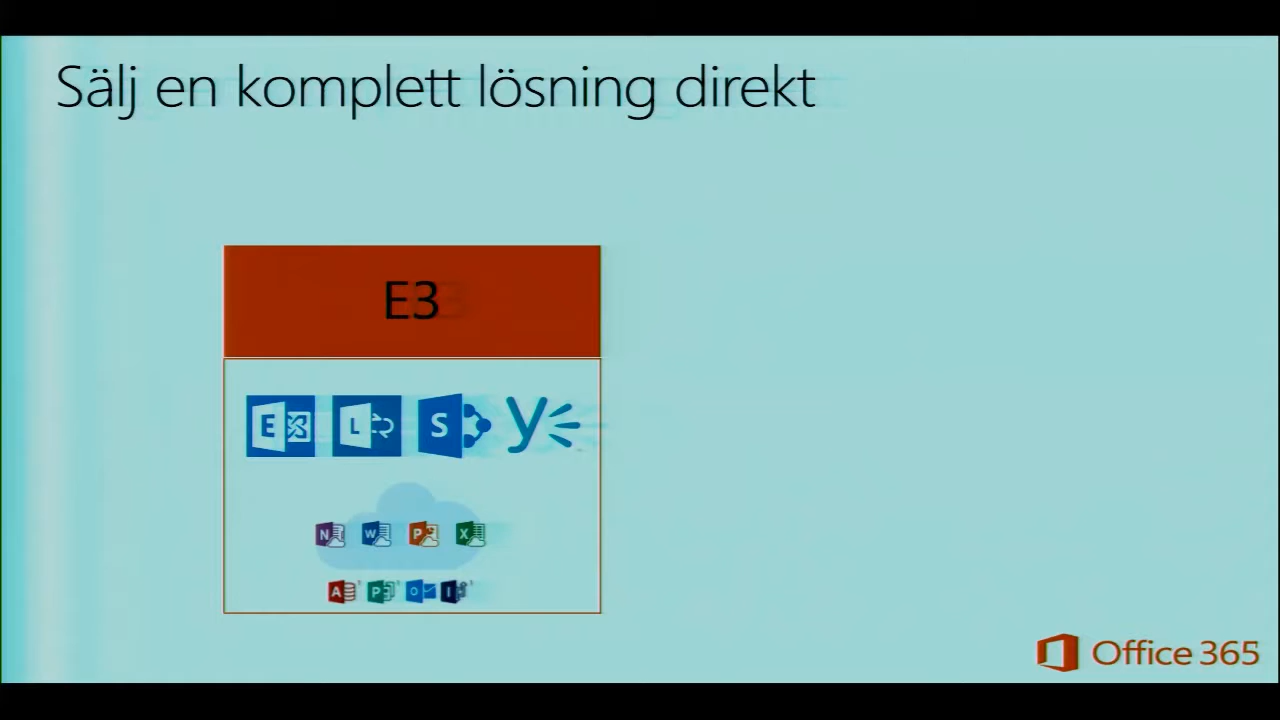 Sälj en komplett lösning direkt
E3
E L S y
N W P X
A P O I
Office 365